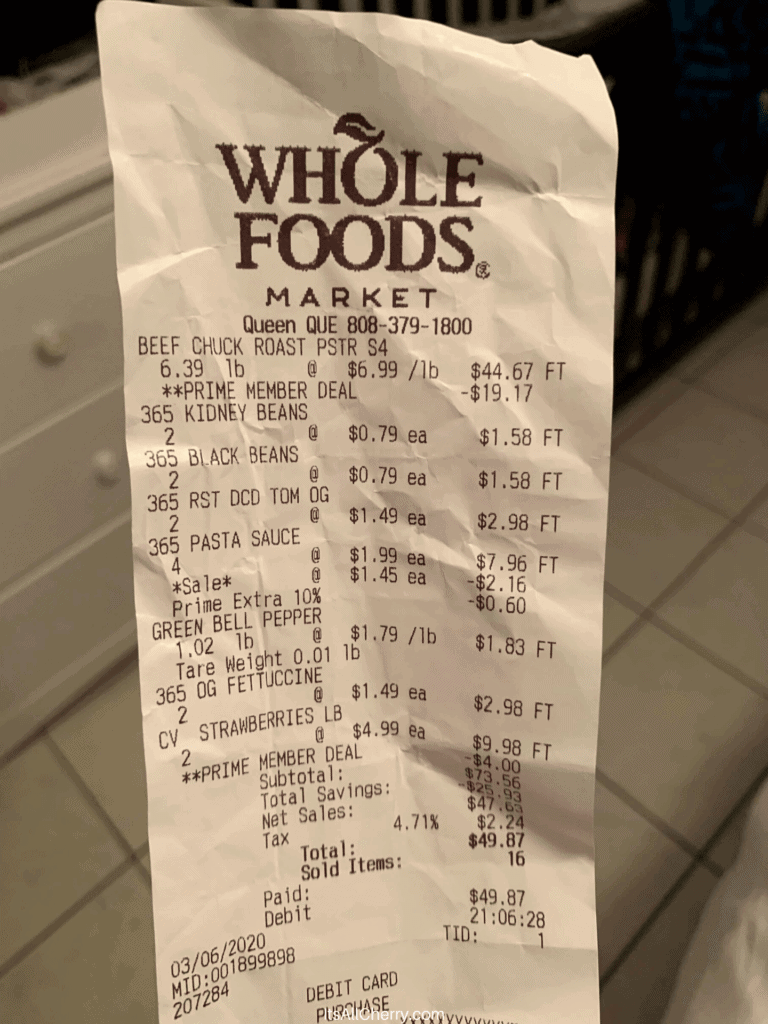 WHOLE
FOODS®
MARKET
Queen QUE 808-379-1800
BEEF CHUCK ROAST PSTR S4
6.39 lb @ $6.99 /lb $44.67 FT
**PRIME MEMBER DEAL -$19.17
365 KIDNEY BEANS
2 @ $0.79 ea $1.58 FT
365 BLACK BEANS
2 @ $0.79 ea $1.58 FT
365 RST DCD TOM OG
2 @ $1.49 ea $2.98 FT
365 PASTA SAUCE
4 @ $1.99 ea $7.96 FT
*Sale* @ $1.45 ea -$2.16
Prime Extra 10% -$0.60
GREEN BELL PEPPER
1.02 lb @ $1.79 /lb $1.83 FT
Tare Weight 0.01 lb
365 OG FETTUCCINE
2 @ $1.49 ea $2.98 FT
CV STRAWBERRIES LB
2 @ $4.99 ea $9.98 FT
**PRIME MEMBER DEAL -$4.00
Subtotal: $73.56
Total Savings: -$25.93
Net Sales: $47.63
Tax 4.71% $2.24
Total: $49.87
Sold Items: 16
Paid:
Debit $49.87
03/06/2020 21:06:28
MID:001899898 TID: 1
207284
DEBIT CARD
PURCHASE
itsAllCherry.com